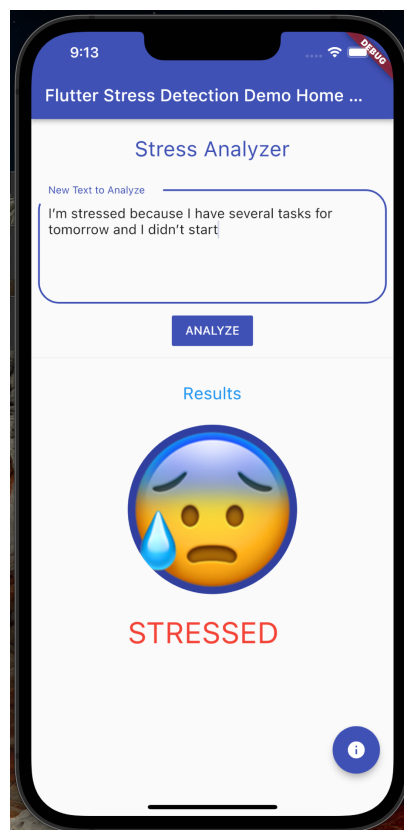 9:13
DEBUG
Flutter Stress Detection Demo Home ...
Stress Analyzer
New Text to Analyze
I'm stressed because I have several tasks for
tomorrow and I didn't start
ANALYZE
Results
STRESSED